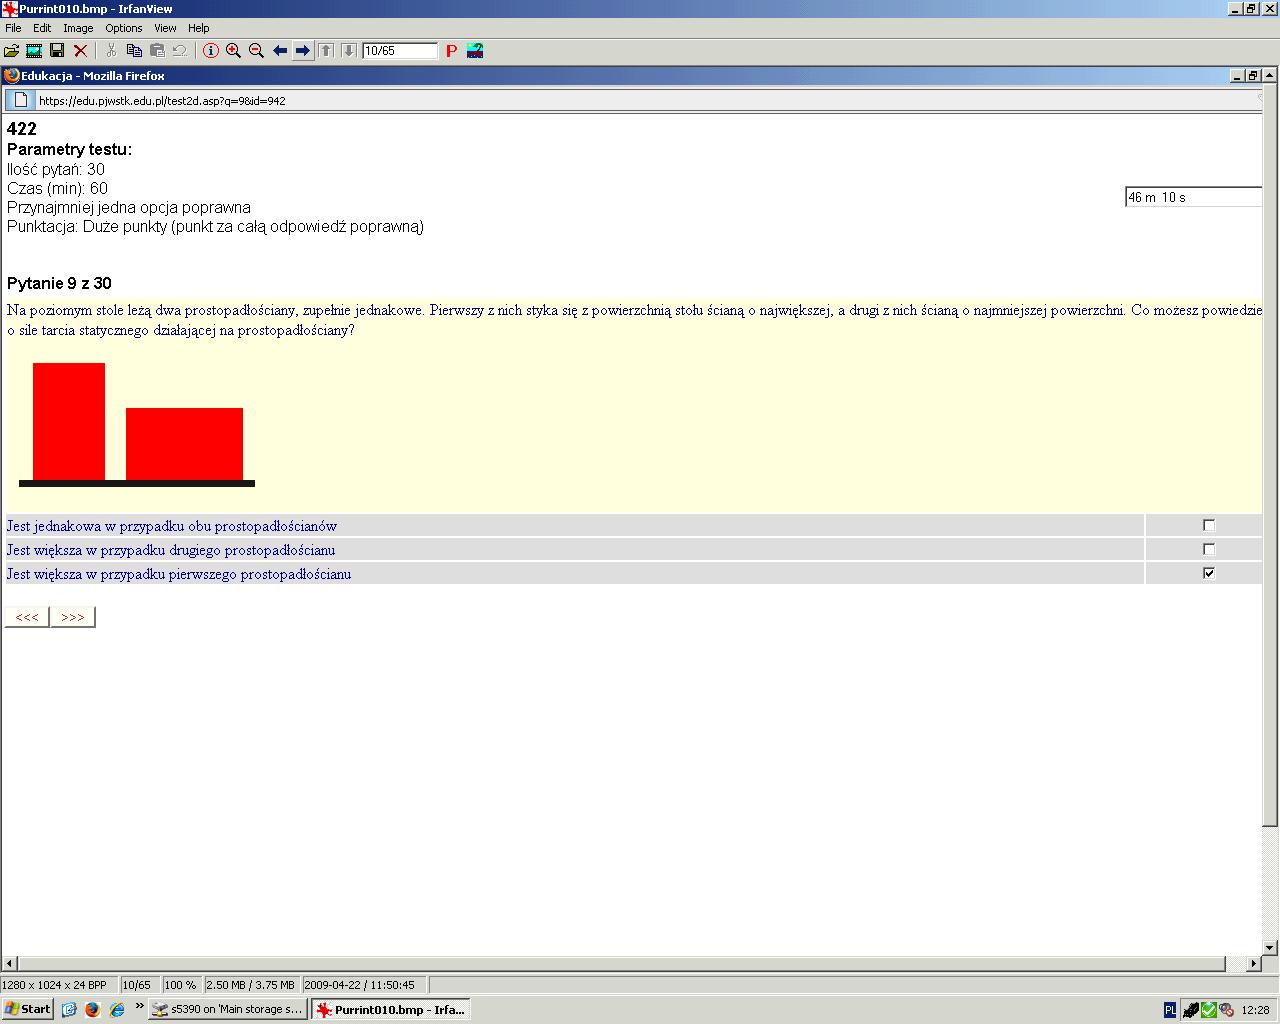 Purrint010.bmp - IrfanView
File Edit Image Options View Help
10/65
Edukacja - Mozilla Firefox
https://edu.pjwstk.edu.pl/test2d.asp?q=9&id=942
422
Parametry testu:
Ilość pytań: 30
Czas (min): 60
46 m 10 s
Przynajmniej jedna opcja poprawna
Punktacja: Duże punkty (punkt za całą odpowiedź poprawną)
Pytanie 9 z 30
Na poziomym stole leżą dwa prostopadłościany, zupełnie jednakowe. Pierwszy z nich styka się z powierzchnią stołu ścianą o największej, a drugi z nich ścianą o najmniejszej powierzchni. Co możesz powiedzie
o sile tarcia statycznego działającej na prostopadłościany?
Jest jednakowa w przypadku obu prostopadłościanów
Jest większa w przypadku drugiego prostopadłościanu
Jest większa w przypadku pierwszego prostopadłościanu
<<< >>>
1280 x 1024 x 24 BPP 10/65 100 % 2.50 MB / 3.75 MB 2009-04-22 / 11:50:45
Start » s5390 on 'Main storage s... Purrint010.bmp - Irfa... PL 12:28